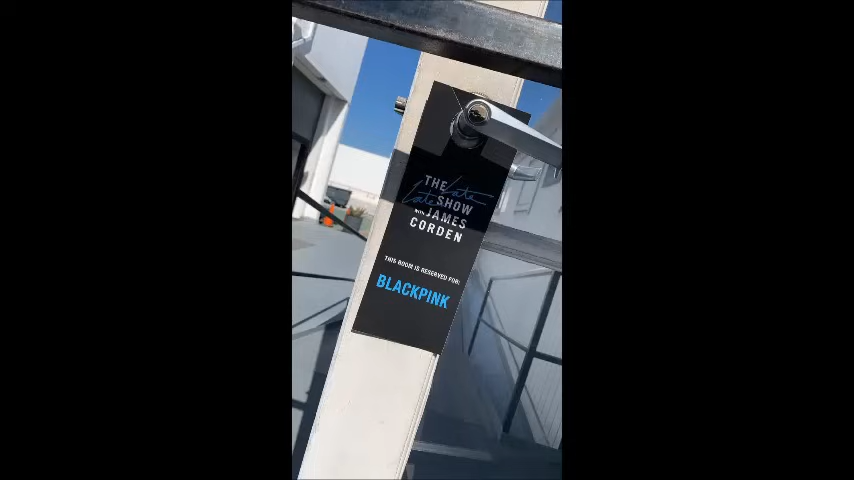 THE Late
Late SHOW
WITH JAMES
CORDEN
THIS ROOM IS RESERVED FOR:
BLACKPINK